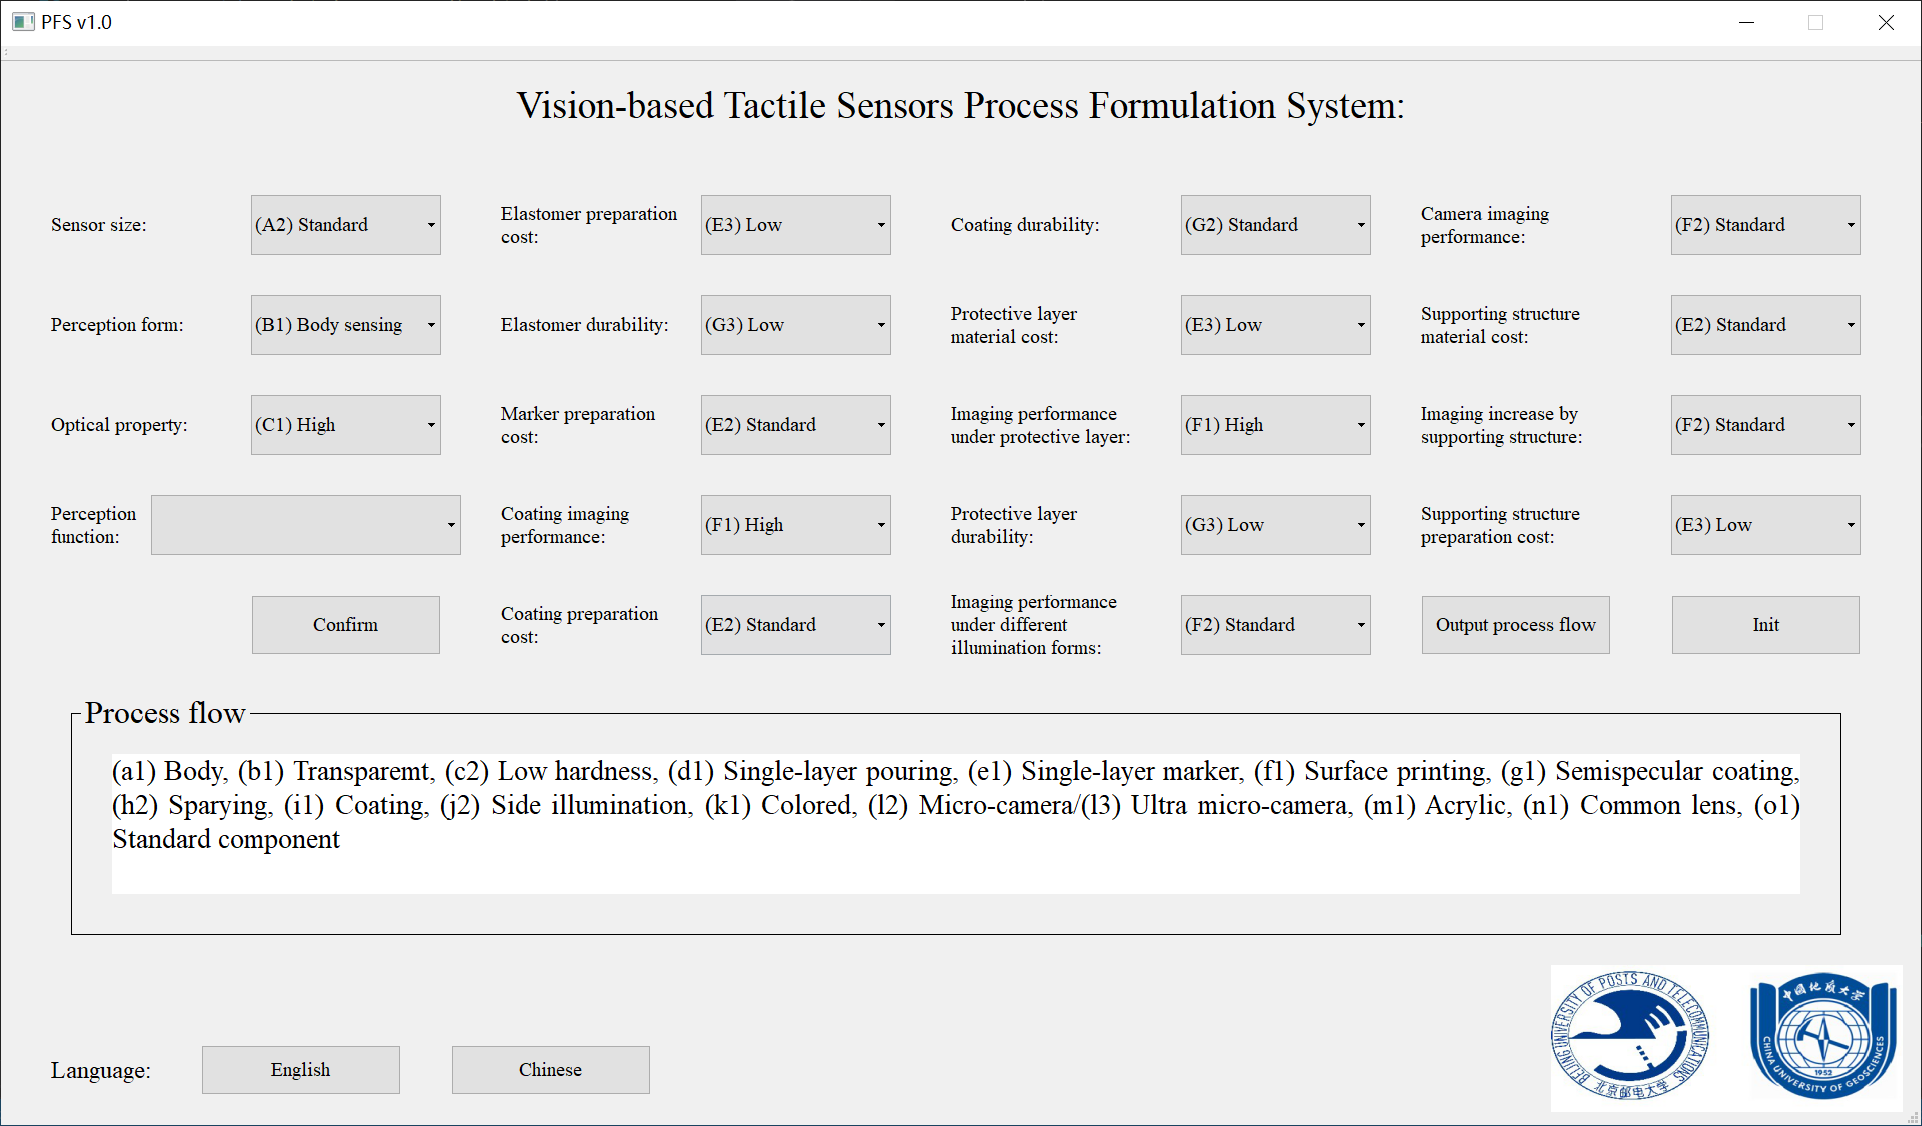 PFS v1.0
Vision-based Tactile Sensors Process Formulation System:
Sensor size:
(A2) Standard
Elastomer preparation
cost:
(E3) Low
Coating durability:
(G2) Standard
Camera imaging
performance:
(F2) Standard
Perception form:
(B1) Body sensing
Elastomer durability:
(G3) Low
Protective layer
material cost:
(E3) Low
Supporting structure
material cost:
(E2) Standard
Optical property:
(C1) High
Marker preparation
cost:
(E2) Standard
Imaging performance
under protective layer:
(F1) High
Imaging increase by
supporting structure:
(F2) Standard
Perception
function:
Coating imaging
performance:
(F1) High
Protective layer
durability:
(G3) Low
Supporting structure
preparation cost:
(E3) Low
Confirm
Coating preparation
cost:
(E2) Standard
Imaging performance
under different
illumination forms:
(F2) Standard
Output process flow
Init
Process flow
(a1) Body, (b1) Transparemt, (c2) Low hardness, (d1) Single-layer pouring, (e1) Single-layer marker, (f1) Surface printing, (g1) Semispecular coating,
(h2) Sparying, (i1) Coating, (j2) Side illumination, (k1) Colored, (l2) Micro-camera/(l3) Ultra micro-camera, (m1) Acrylic, (n1) Common lens, (o1)
Standard component
Language:
English
Chinese
BEIJING UNIVERSITY OF POSTS AND TELECOMMUNICATIONS
北京邮电大学
中国地质大学
1952
CHINA UNIVERSITY OF GEOSCIENCES